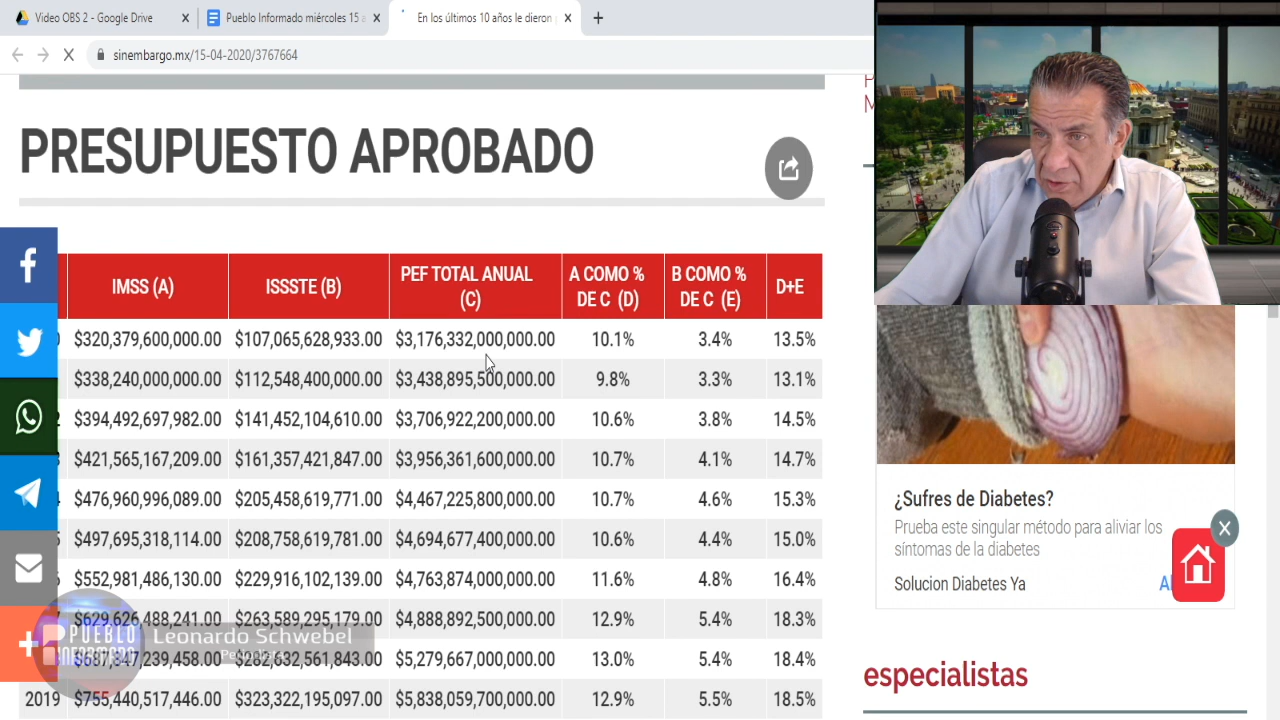 Video OBS 2 - Google Drive
Pueblo Informado miércoles 15 a
En los últimos 10 años le dieron
sinembargo.mx/15-04-2020/3767664
PRESUPUESTO APROBADO
IMSS (A) ISSSTE (B) PEF TOTAL ANUAL (C) A COMO % DE C (D) B COMO % DE C (E) D+E
$320,379,600,000.00 $107,065,628,933.00 $3,176,332,000,000.00 10.1% 3.4% 13.5%
$338,240,000,000.00 $112,548,400,000.00 $3,438,895,500,000.00 9.8% 3.3% 13.1%
$394,492,697,982.00 $141,452,104,610.00 $3,706,922,200,000.00 10.6% 3.8% 14.5%
$421,565,167,209.00 $161,357,421,847.00 $3,956,361,600,000.00 10.7% 4.1% 14.7%
$476,960,996,089.00 $205,458,619,771.00 $4,467,225,800,000.00 10.7% 4.6% 15.3%
$497,695,318,114.00 $208,758,619,781.00 $4,694,677,400,000.00 10.6% 4.4% 15.0%
$552,981,486,130.00 $229,916,102,139.00 $4,763,874,000,000.00 11.6% 4.8% 16.4%
$629,626,488,241.00 $263,589,295,179.00 $4,888,892,500,000.00 12.9% 5.4% 18.3%
$5,279,667,000,000.00 13.0% 5.4% 18.4%
2019 $755,440,517,446.00 $323,322,195,097.00 $5,838,059,700,000.00 12.9% 5.5% 18.5%
PUEBLO
Leonardo Schwebel
¿Sufres de Diabetes?
Prueba este singular método para aliviar los
síntomas de la diabetes
Solucion Diabetes Ya
especialistas